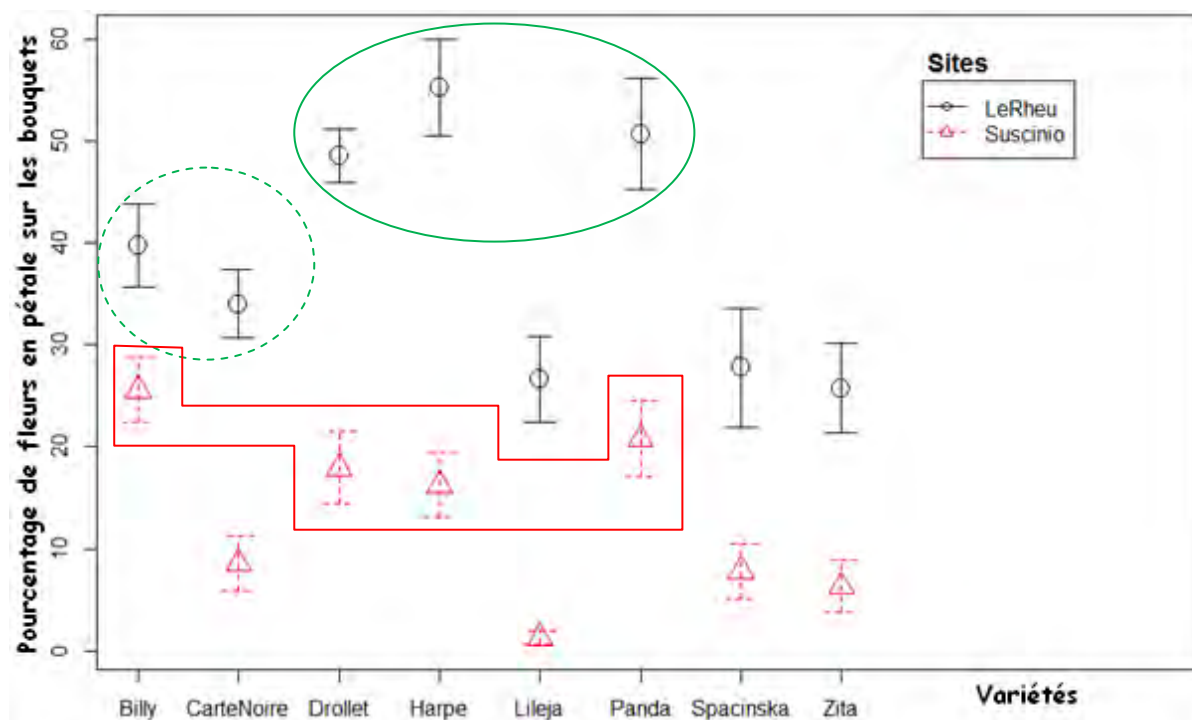 Pourcentage de fleurs en pétale sur les bouquets
60
50
40
30
20
10
0
Sites
LeRheu
Suscinio
Billy CarteNoire Drollet Harpe Lileja Panda Spacinska Zita
Variétés